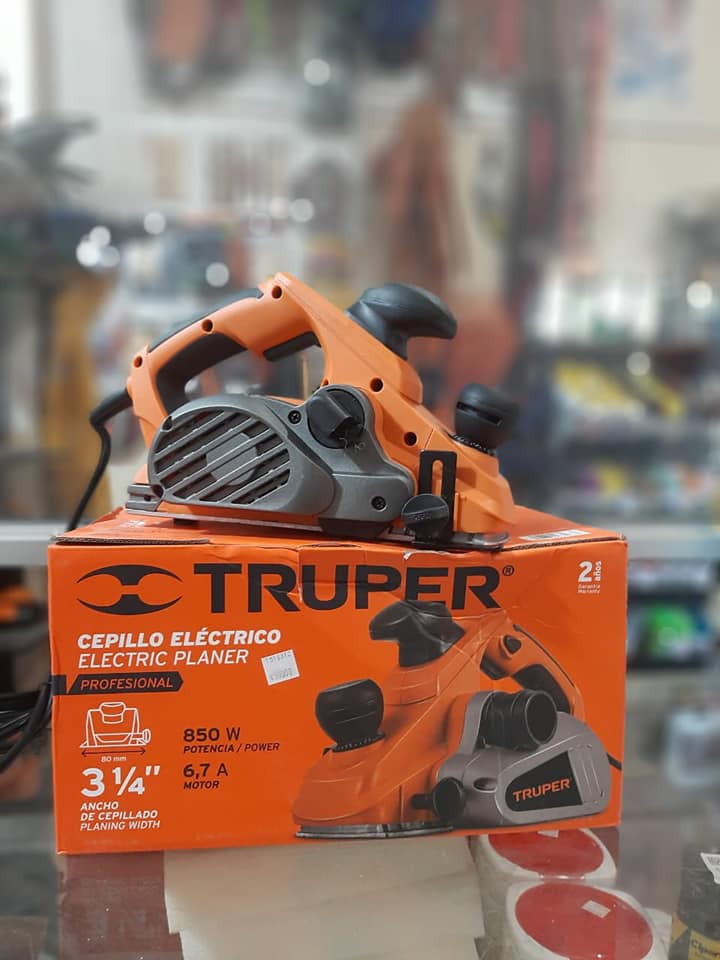 TRUPER®
2 años
Garantía
Warranty
CEPILLO ELÉCTRICO
ELECTRIC PLANER
PROFESIONAL
80 mm
3 1/4"
ANCHO
DE CEPILLADO
PLANING WIDTH
850 W
POTENCIA / POWER
6,7 A
MOTOR
TRUPER